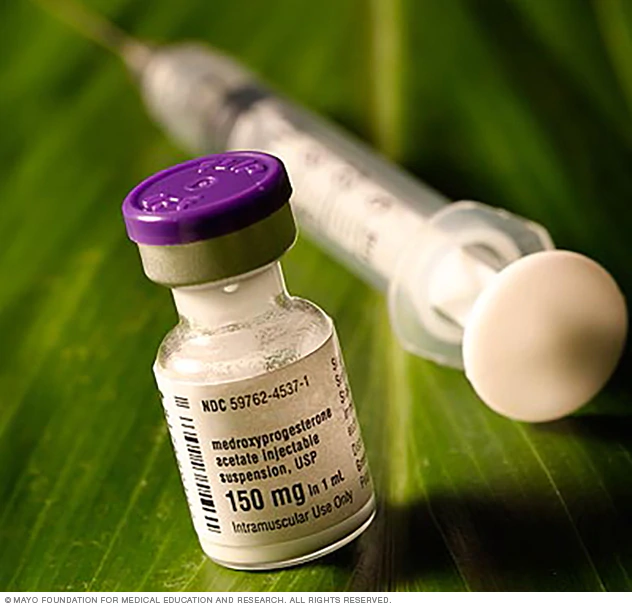 NDC 59762-4537-1
medroxyprogesterone
acetate injectable
suspension, USP
150 mg in 1 mL
Intramuscular Use Only
© MAYO FOUNDATION FOR MEDICAL EDUCATION AND RESEARCH. ALL RIGHTS RESERVED.